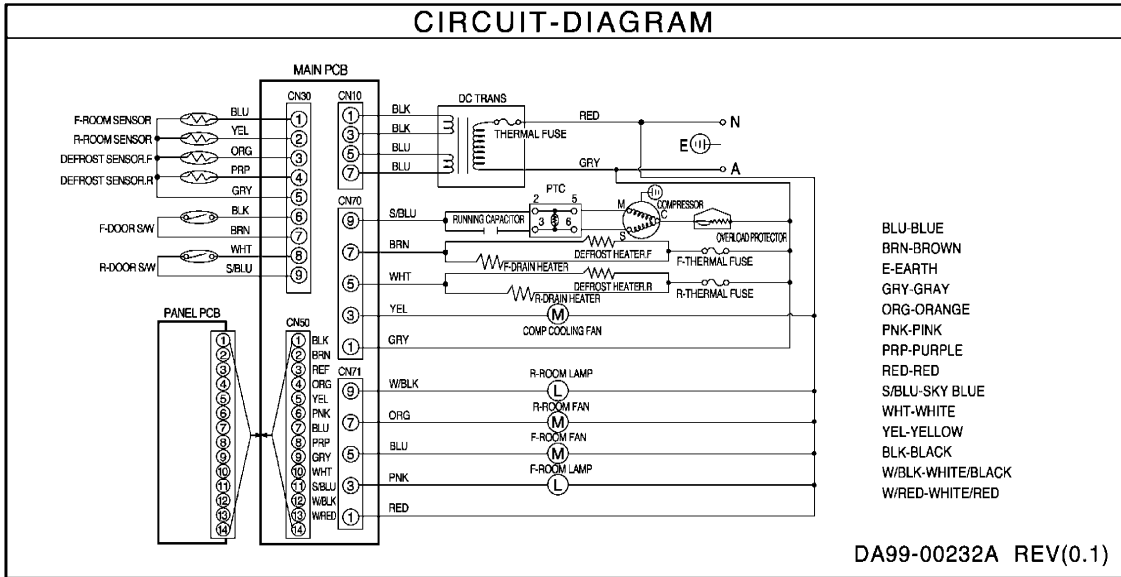 CIRCUIT-DIAGRAM
MAIN PCB
CN30
CN10
DC TRANS
F-ROOM SENSOR BLU 1
R-ROOM SENSOR YEL 2
DEFROST SENSOR.F ORG 3
DEFROST SENSOR.R PRP 4
GRY 5
F-DOOR S/W BLK 6
BRN 7
R-DOOR S/W WHT 8
S/BLU 9
1 BLK
3 BLK
5 BLU
7 BLU
THERMAL FUSE
RED
N
E
GRY
A
CN70
9 S/BLU
RUNNING CAPACITOR
PTC
2 5
3 6
M
C
S
COMPRESSOR
OVERLOAD PROTECTOR
7 BRN
DEFROST HEATER.F
F-DRAIN HEATER
F-THERMAL FUSE
5 WHT
DEFROST HEATER.R
R-DRAIN HEATER
R-THERMAL FUSE
3 YEL
M
COMP COOLING FAN
1 GRY
PANEL PCB
1
2
3
4
5
6
7
8
9
10
11
12
13
14
CN50
1 BLK
2 BRN
3 REF
4 ORG
5 YEL
6 PNK
7 BLU
8 PRP
9 GRY
10 WHT
11 S/BLU
12 W/BLK
13 W/RED
14
CN71
9 W/BLK
R-ROOM LAMP
L
7 ORG
R-ROOM FAN
M
5 BLU
F-ROOM FAN
M
3 PNK
F-ROOM LAMP
L
1 RED
BLU-BLUE
BRN-BROWN
E-EARTH
GRY-GRAY
ORG-ORANGE
PNK-PINK
PRP-PURPLE
RED-RED
S/BLU-SKY BLUE
WHT-WHITE
YEL-YELLOW
BLK-BLACK
W/BLK-WHITE/BLACK
W/RED-WHITE/RED
DA99-00232A REV(0.1)